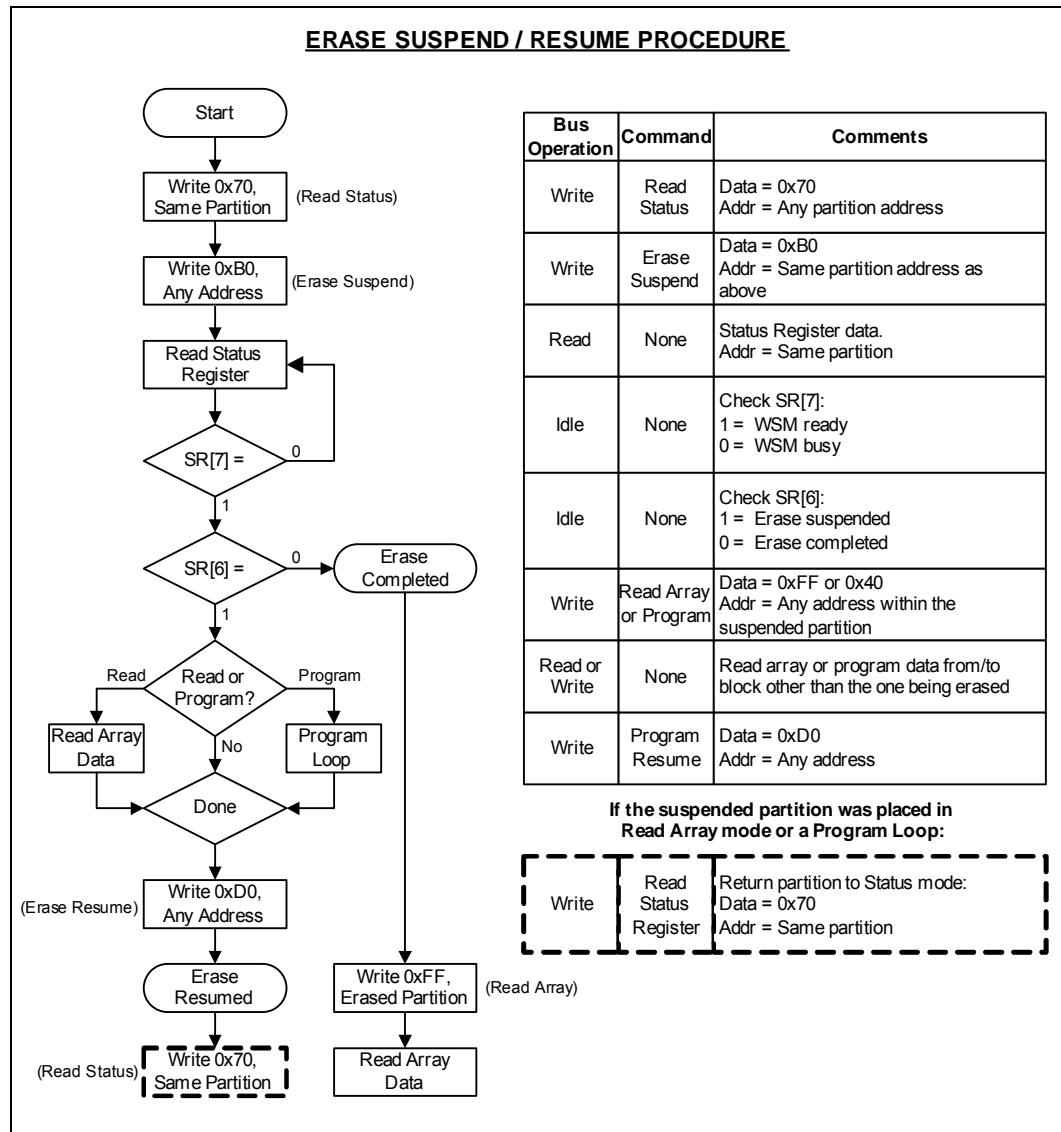 ERASE SUSPEND / RESUME PROCEDURE
Start
Write 0x70,
Same Partition
(Read Status)
Write 0xB0,
Any Address
(Erase Suspend)
Read Status
Register
SR[7] =
0
1
SR[6] =
0
Erase
Completed
1
Read or
Program?
Read
Program
Read Array
Data
No
Program
Loop
Done
(Erase Resume)
Write 0xD0,
Any Address
Erase
Resumed
(Read Status)
Write 0x70,
Same Partition
Write 0xFF,
Erased Partition
(Read Array)
Read Array
Data
Bus
Operation
Command
Comments
Write
Read
Status
Data = 0x70
Addr = Any partition address
Write
Erase
Suspend
Data = 0xB0
Addr = Same partition address as
above
Read
None
Status Register data.
Addr = Same partition
Idle
None
Check SR[7]:
1 = WSM ready
0 = WSM busy
Idle
None
Check SR[6]:
1 = Erase suspended
0 = Erase completed
Write
Read Array
or Program
Data = 0xFF or 0x40
Addr = Any address within the
suspended partition
Read or
Write
None
Read array or program data from/to
block other than the one being erased
Write
Program
Resume
Data = 0xD0
Addr = Any address
If the suspended partition was placed in
Read Array mode or a Program Loop:
Write
Read
Status
Register
Return partition to Status mode:
Data = 0x70
Addr = Same partition